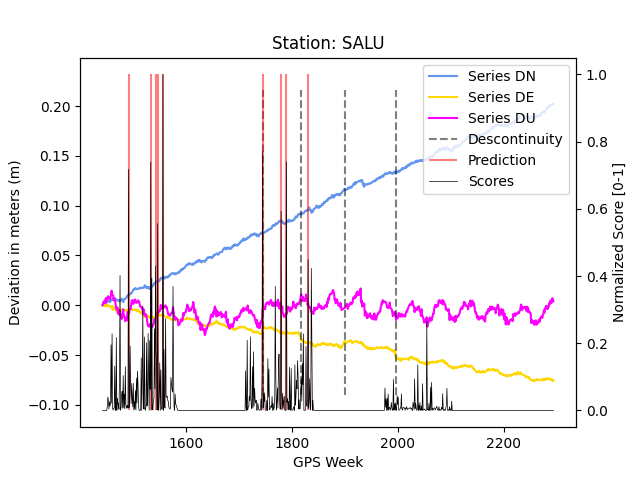 Station: SALU
Series DN
Series DE
Series DU
Descontinuity
Prediction
Scores
Deviation in meters (m)
0.20
0.15
0.10
0.05
0.00
−0.05
−0.10
1.0
0.8
0.6
0.4
0.2
0.0
Normalized Score [0-1]
1600
1800
2000
2200
GPS Week